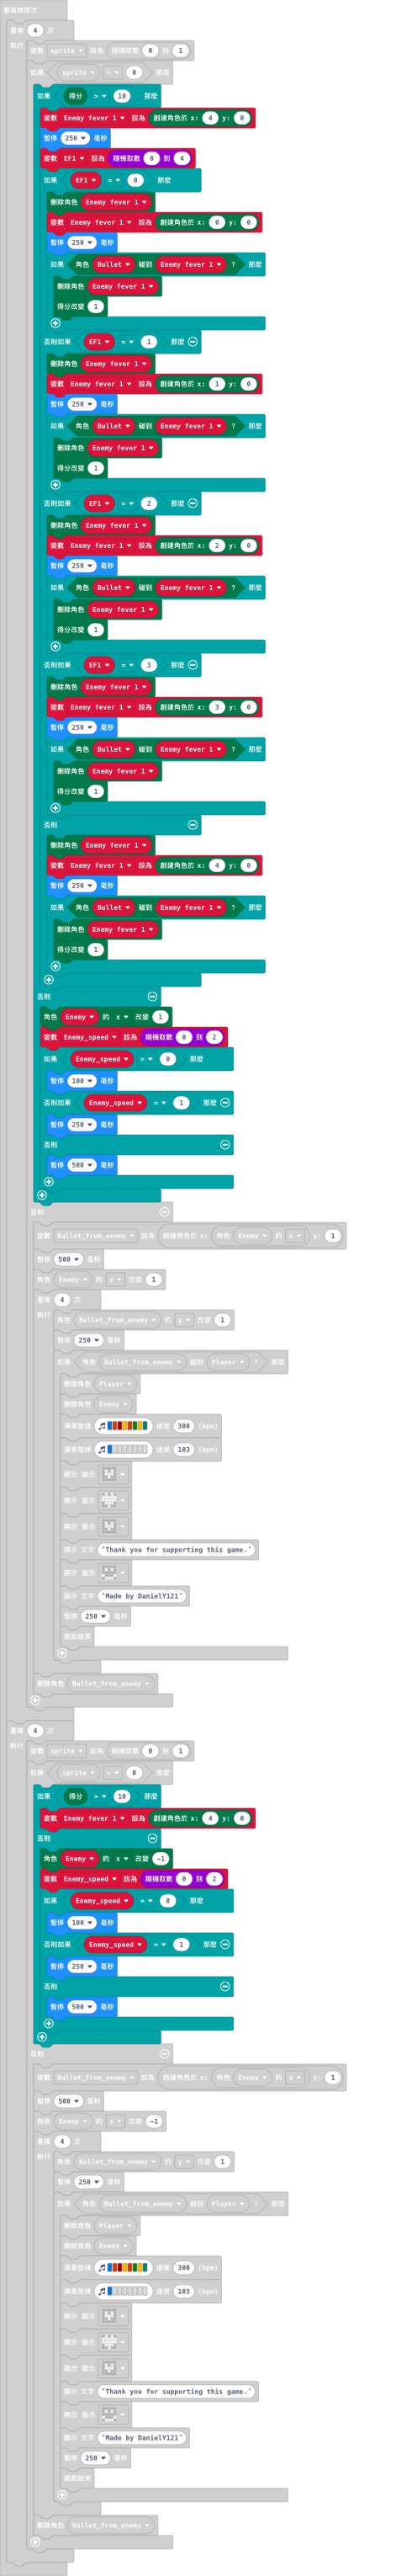 重複無限次
重複 4 次
執行 變數 sprite 設為 隨機取數 0 到 1
如果 sprite = 0 那麼
如果 得分 > 10 那麼
變數 Enemy fever 1 設為 創建角色於 x: 4 y: 0
暫停 250 毫秒
變數 EF1 設為 隨機取數 0 到 4
如果 EF1 = 0 那麼
刪除角色 Enemy fever 1
變數 Enemy fever 1 設為 創建角色於 x: 0 y: 0
暫停 250 毫秒
如果 角色 Bullet 碰到 Enemy fever 1 ? 那麼
刪除角色 Enemy fever 1
得分改變 1
否則如果 EF1 = 1 那麼
刪除角色 Enemy fever 1
變數 Enemy fever 1 設為 創建角色於 x: 1 y: 0
暫停 250 毫秒
如果 角色 Bullet 碰到 Enemy fever 1 ? 那麼
刪除角色 Enemy fever 1
得分改變 1
否則如果 EF1 = 2 那麼
刪除角色 Enemy fever 1
變數 Enemy fever 1 設為 創建角色於 x: 2 y: 0
暫停 250 毫秒
如果 角色 Bullet 碰到 Enemy fever 1 ? 那麼
刪除角色 Enemy fever 1
得分改變 1
否則如果 EF1 = 3 那麼
刪除角色 Enemy fever 1
變數 Enemy fever 1 設為 創建角色於 x: 3 y: 0
暫停 250 毫秒
如果 角色 Bullet 碰到 Enemy fever 1 ? 那麼
刪除角色 Enemy fever 1
得分改變 1
否則
刪除角色 Enemy fever 1
變數 Enemy fever 1 設為 創建角色於 x: 4 y: 0
暫停 250 毫秒
如果 角色 Bullet 碰到 Enemy fever 1 ? 那麼
刪除角色 Enemy fever 1
得分改變 1
否則
角色 Enemy 的 x 改變 1
變數 Enemy_speed 設為 隨機取數 0 到 2
如果 Enemy_speed = 0 那麼
暫停 100 毫秒
否則如果 Enemy_speed = 1 那麼
暫停 250 毫秒
否則
暫停 500 毫秒
否則
變數 Bullet_from_enemy 設為 創建角色於 x: 角色 Enemy 的 x y: 1
暫停 500 毫秒
角色 Enemy 的 x 改變 1
重複 4 次
執行 角色 Bullet_from_enemy 的 y 改變 1
暫停 250 毫秒
如果 角色 Bullet_from_enemy 碰到 Player ? 那麼
刪除角色 Player
刪除角色 Enemy
演奏旋律 速度 300 (bpm)
演奏旋律 速度 103 (bpm)
顯示 圖示
顯示 圖示
顯示 圖示
顯示 文字 "Thank you for supporting this game."
顯示 圖示
顯示 文字 "Made by DanielY121"
暫停 250 毫秒
遊戲結束
刪除角色 Bullet_from_enemy
重複 4 次
執行 變數 sprite 設為 隨機取數 0 到 1
如果 sprite = 0 那麼
如果 得分 > 10 那麼
變數 Enemy fever 1 設為 創建角色於 x: 4 y: 0
否則
角色 Enemy 的 x 改變 -1
變數 Enemy_speed 設為 隨機取數 0 到 2
如果 Enemy_speed = 0 那麼
暫停 100 毫秒
否則如果 Enemy_speed = 1 那麼
暫停 250 毫秒
否則
暫停 500 毫秒
否則
變數 Bullet_from_enemy 設為 創建角色於 x: 角色 Enemy 的 x y: 1
暫停 500 毫秒
角色 Enemy 的 x 改變 -1
重複 4 次
執行 角色 Bullet_from_enemy 的 y 改變 1
暫停 250 毫秒
如果 角色 Bullet_from_enemy 碰到 Player ? 那麼
刪除角色 Player
刪除角色 Enemy
演奏旋律 速度 300 (bpm)
演奏旋律 速度 103 (bpm)
顯示 圖示
顯示 圖示
顯示 圖示
顯示 文字 "Thank you for supporting this game."
顯示 圖示
顯示 文字 "Made by DanielY121"
暫停 250 毫秒
遊戲結束
刪除角色 Bullet_from_enemy